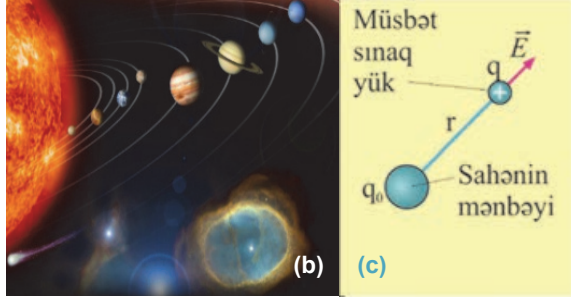 Müsbət
sınaq
yük
q
E
r
q₀
Sahənin
mənbəyi
(b)
(c)